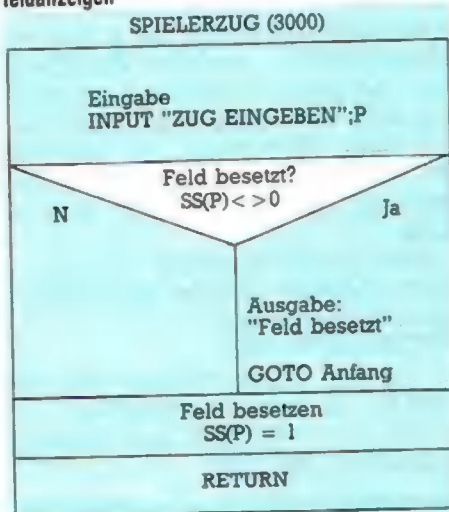 SPIELERZUG (3000)
Eingabe
INPUT "ZUG EINGEBEN";P
Feld besetzt?
SS(P)< >0
N
Ja
Ausgabe:
"Feld besetzt"
GOTO Anfang
Feld besetzen
SS(P) = 1
RETURN